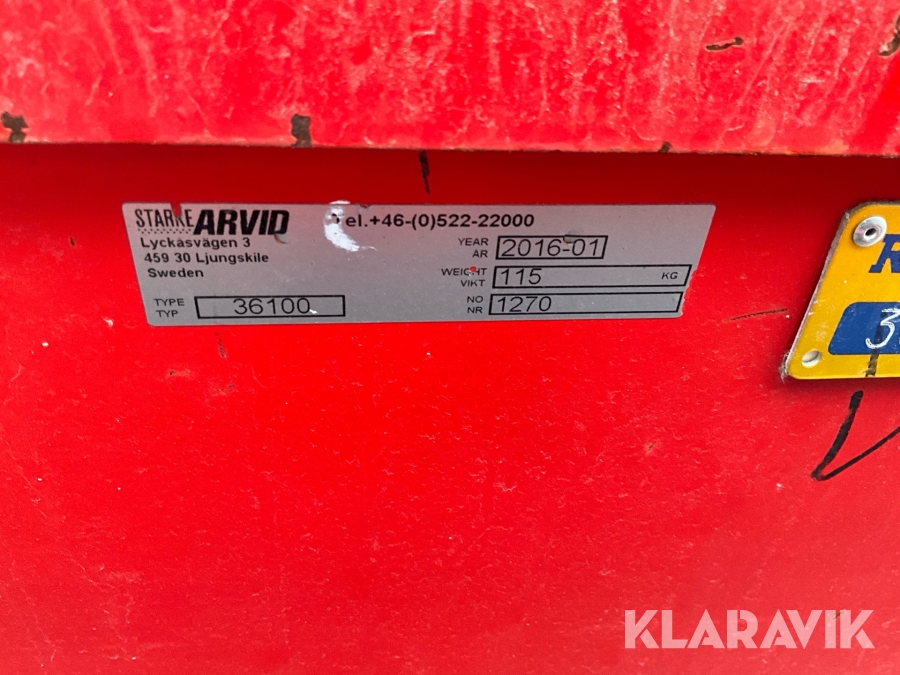 STARKE ARVID
Lyckåsvägen 3
459 30 Ljungskile
Sweden
TYPE
TYP 36100
Tel.+46-(0)522-22000
YEAR
ÅR 2016-01
WEIGHT
VIKT 115 KG
NO
NR 1270
R
3
KLARAVIK